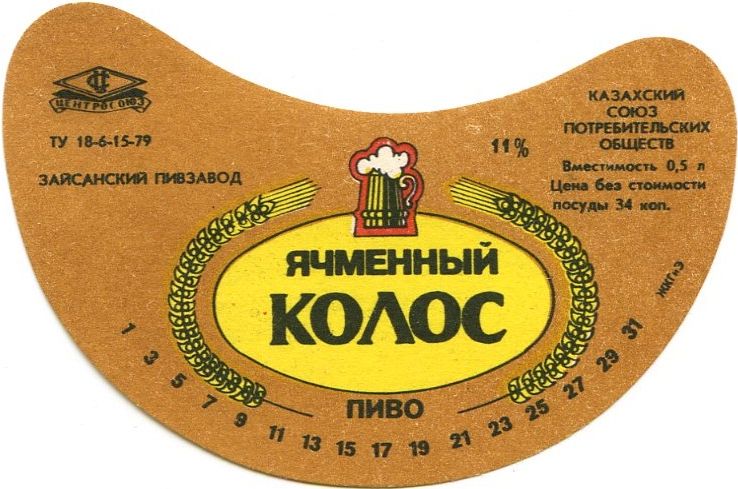 ЦЕНТРОСОЮЗ
ТУ 18-6-15-79
ЗАЙСАНСКИЙ ПИВЗАВОД
11%
КАЗАХСКИЙ
СОЮЗ
ПОТРЕБИТЕЛЬСКИХ
ОБЩЕСТВ
Вместимость 0,5 л
Цена без стоимости
посуды 34 коп.
ЯЧМЕННЫЙ
КОЛОС
ПИВО
1 3 5 7 9 11 13 15 17 19 21 23 25 27 29 31